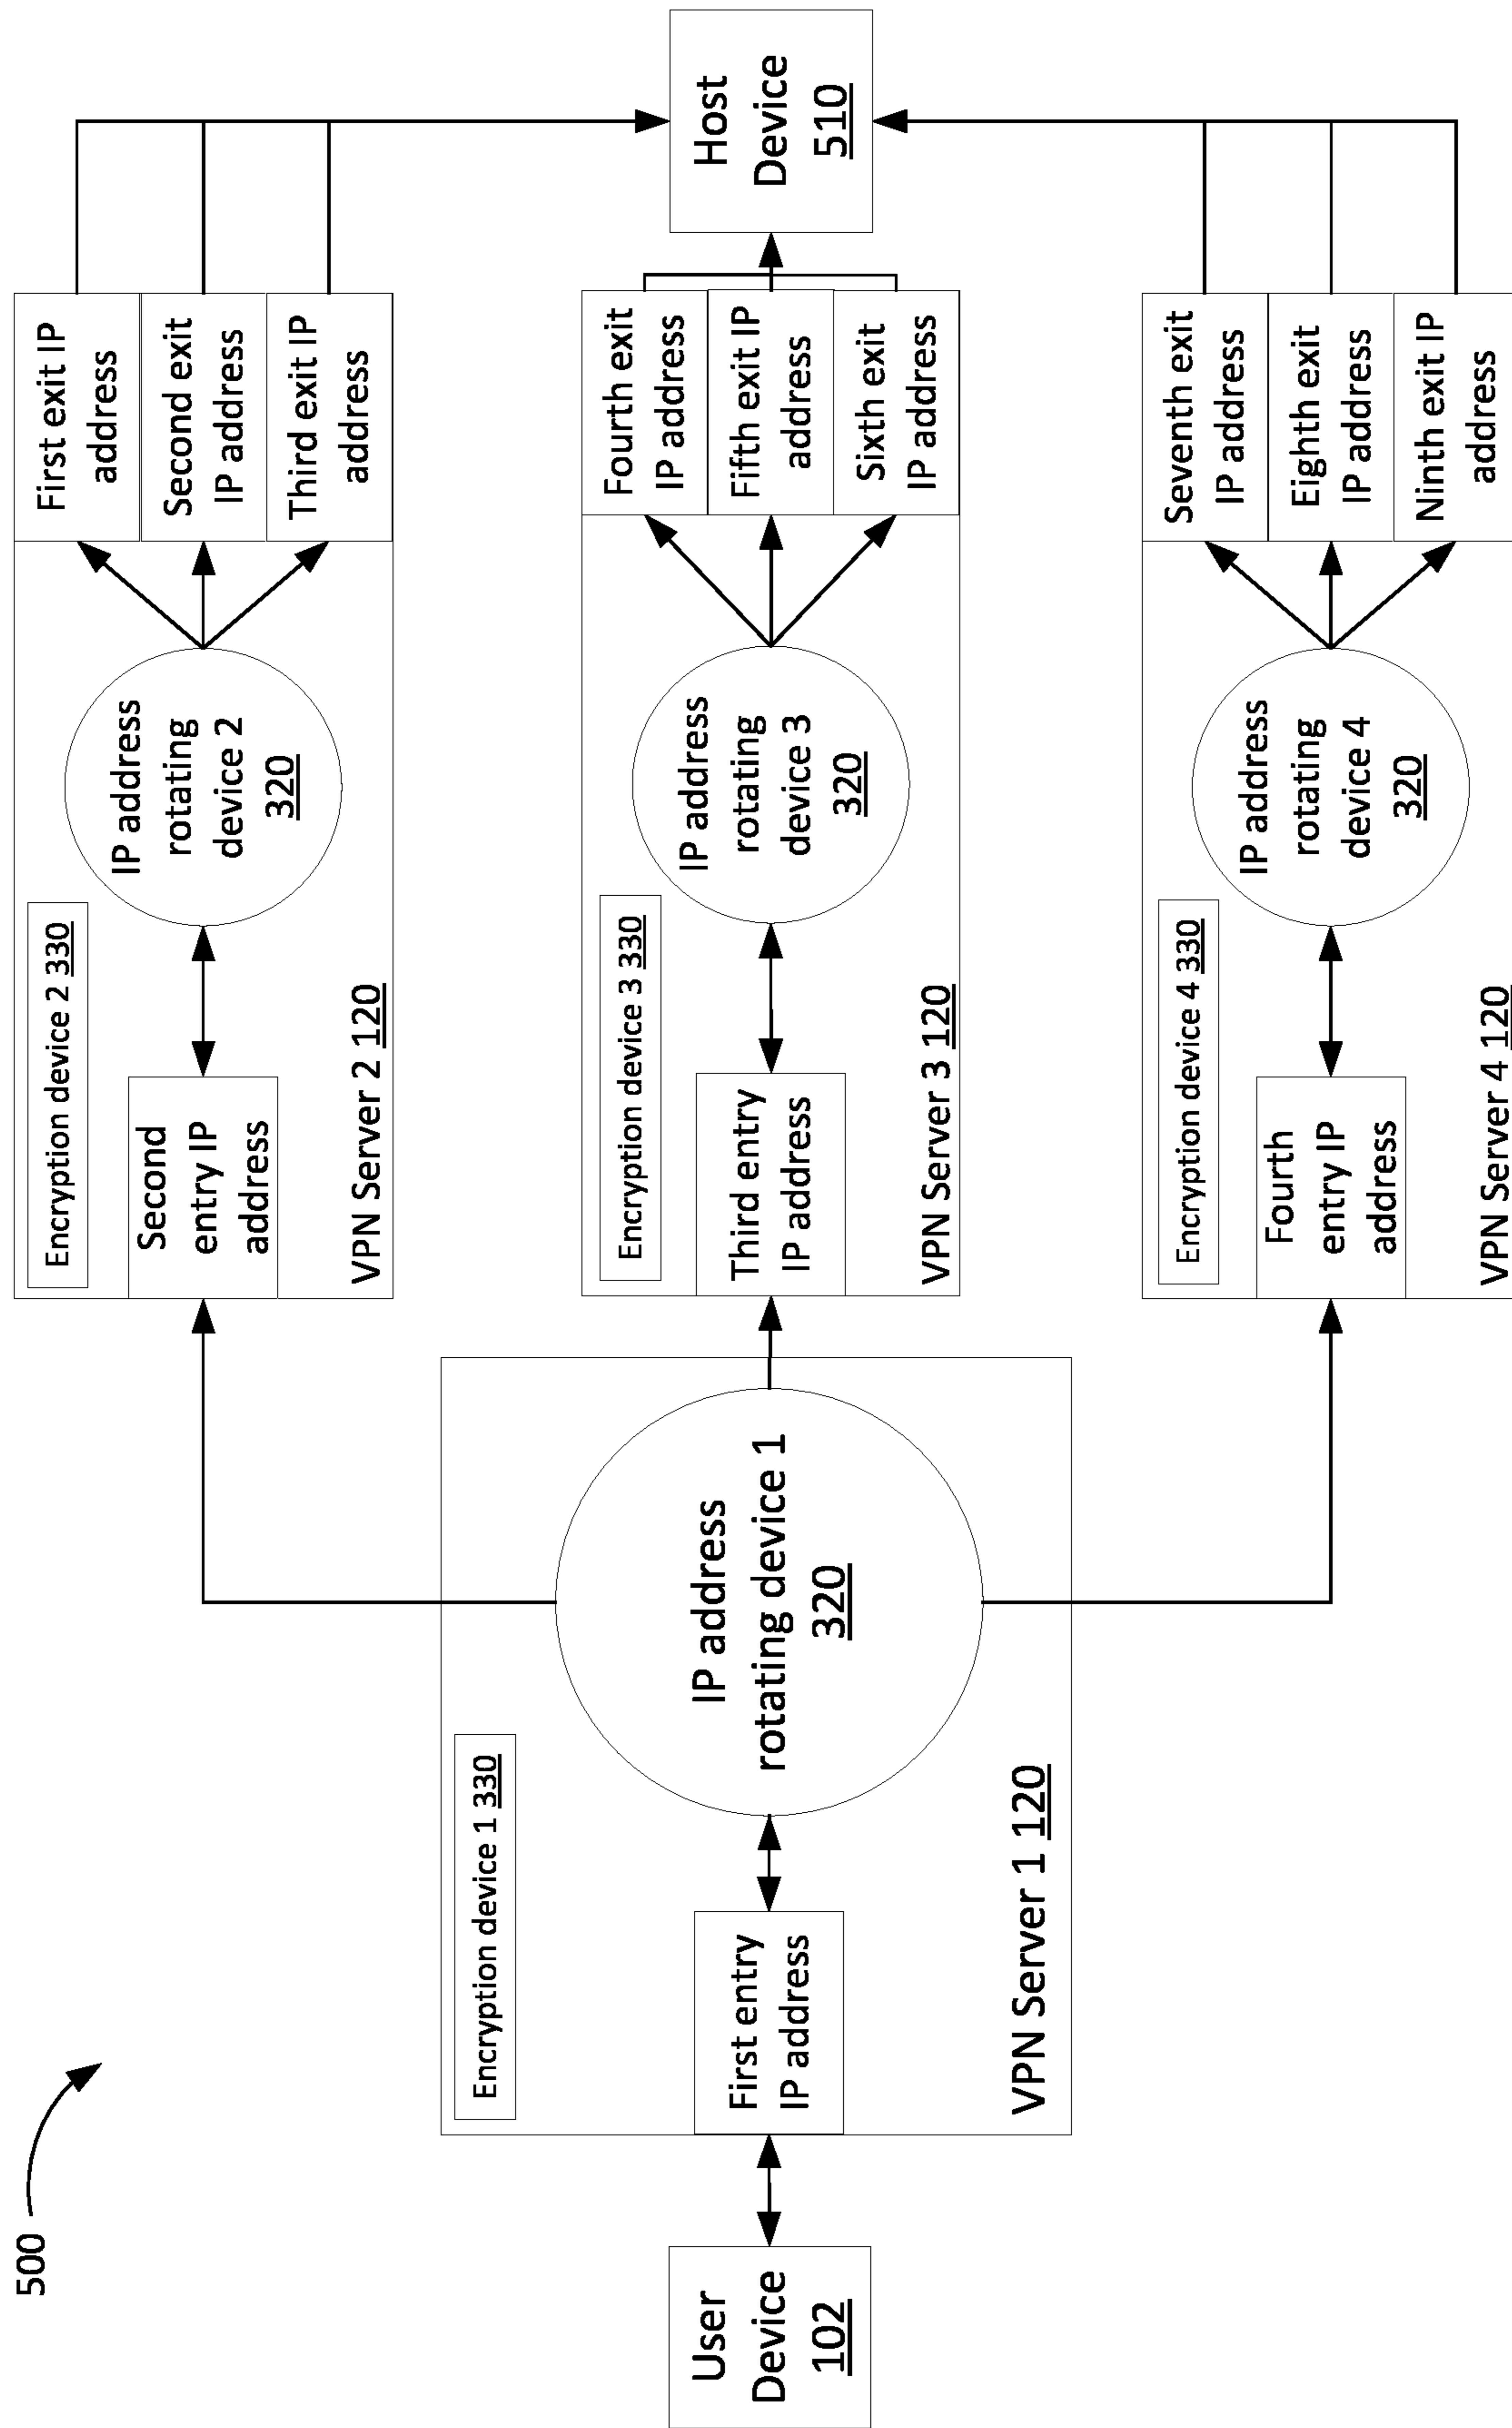 500
User
Device
102
Encryption device 1 330
First entry
IP address
IP address
rotating device 1
320
VPN Server 1 120
Encryption device 2 330
Second
entry IP
address
IP address
rotating
device 2
320
VPN Server 2 120
First exit IP
address
Second exit
IP address
Third exit IP
address
Encryption device 3 330
Third entry
IP address
IP address
rotating
device 3
320
VPN Server 3 120
Fourth exit
IP address
Fifth exit IP
address
Sixth exit
IP address
Encryption device 4 330
Fourth
entry IP
address
IP address
rotating
device 4
320
VPN Server 4 120
Seventh exit
IP address
Eighth exit
IP address
Ninth exit IP
address
Host
Device
510